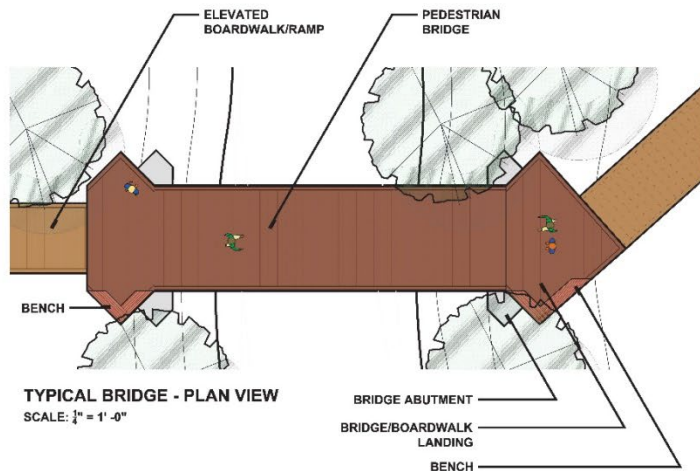 ELEVATED
BOARDWALK/RAMP
PEDESTRIAN
BRIDGE
BENCH
TYPICAL BRIDGE - PLAN VIEW
SCALE: ¼" = 1' -0"
BRIDGE ABUTMENT
BRIDGE/BOARDWALK
LANDING
BENCH